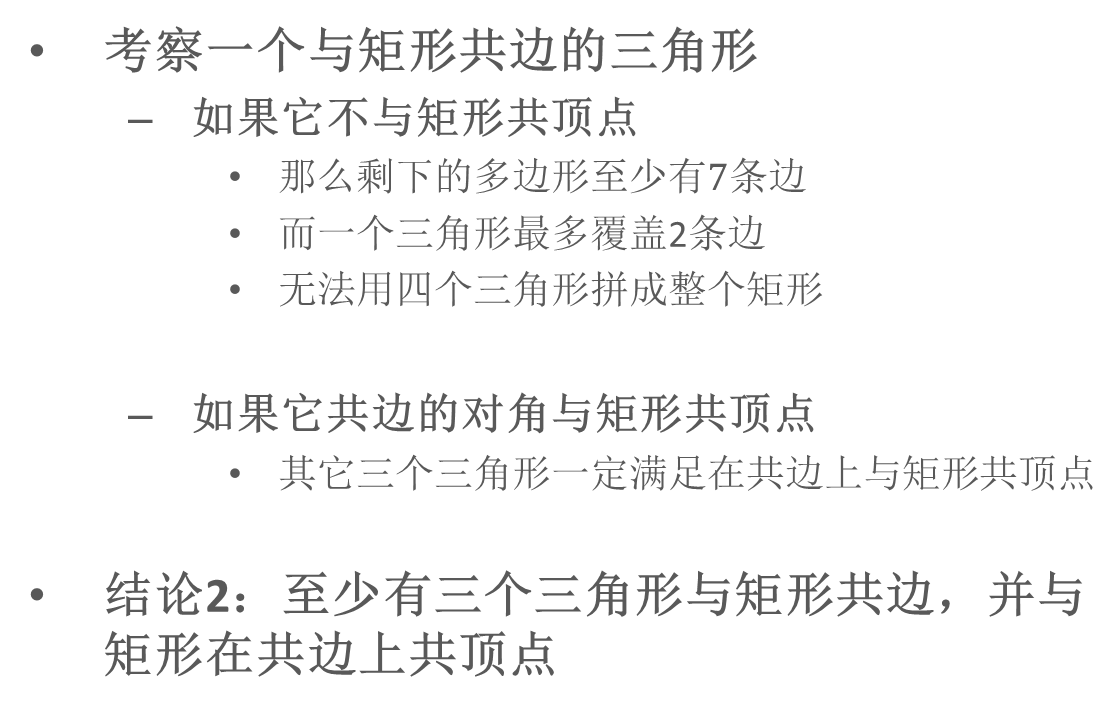 • 考察一个与矩形共边的三角形
– 如果它不与矩形共顶点
• 那么剩下的多边形至少有7条边
• 而一个三角形最多覆盖2条边
• 无法用四个三角形拼成整个矩形
– 如果它共边的对角与矩形共顶点
• 其它三个三角形一定满足在共边上与矩形共顶点
• 结论2：至少有三个三角形与矩形共边，并与
矩形在共边上共顶点